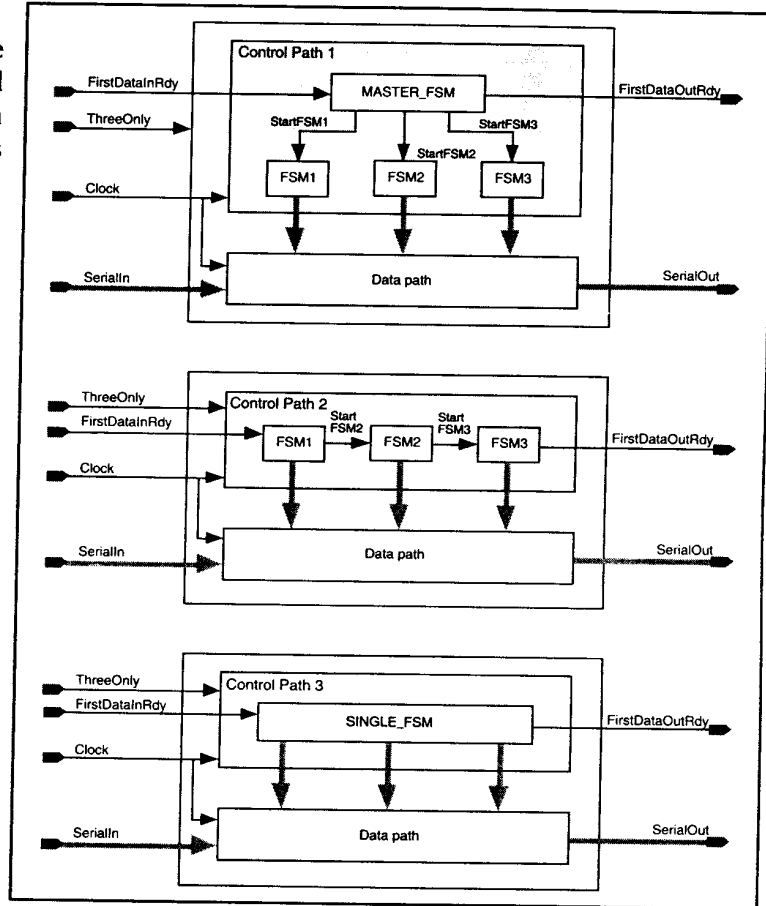 Control Path 1
FirstDataInRdy
MASTER_FSM
FirstDataOutRdy
ThreeOnly
StartFSM1
StartFSM3
StartFSM2
FSM1
FSM2
FSM3
Clock
SerialIn
Data path
SerialOut
ThreeOnly
Control Path 2
FirstDataInRdy
Start
FSM2
Start
FSM3
FSM1
FSM2
FSM3
FirstDataOutRdy
Clock
SerialIn
Data path
SerialOut
ThreeOnly
Control Path 3
FirstDataInRdy
SINGLE_FSM
FirstDataOutRdy
Clock
SerialIn
Data path
SerialOut